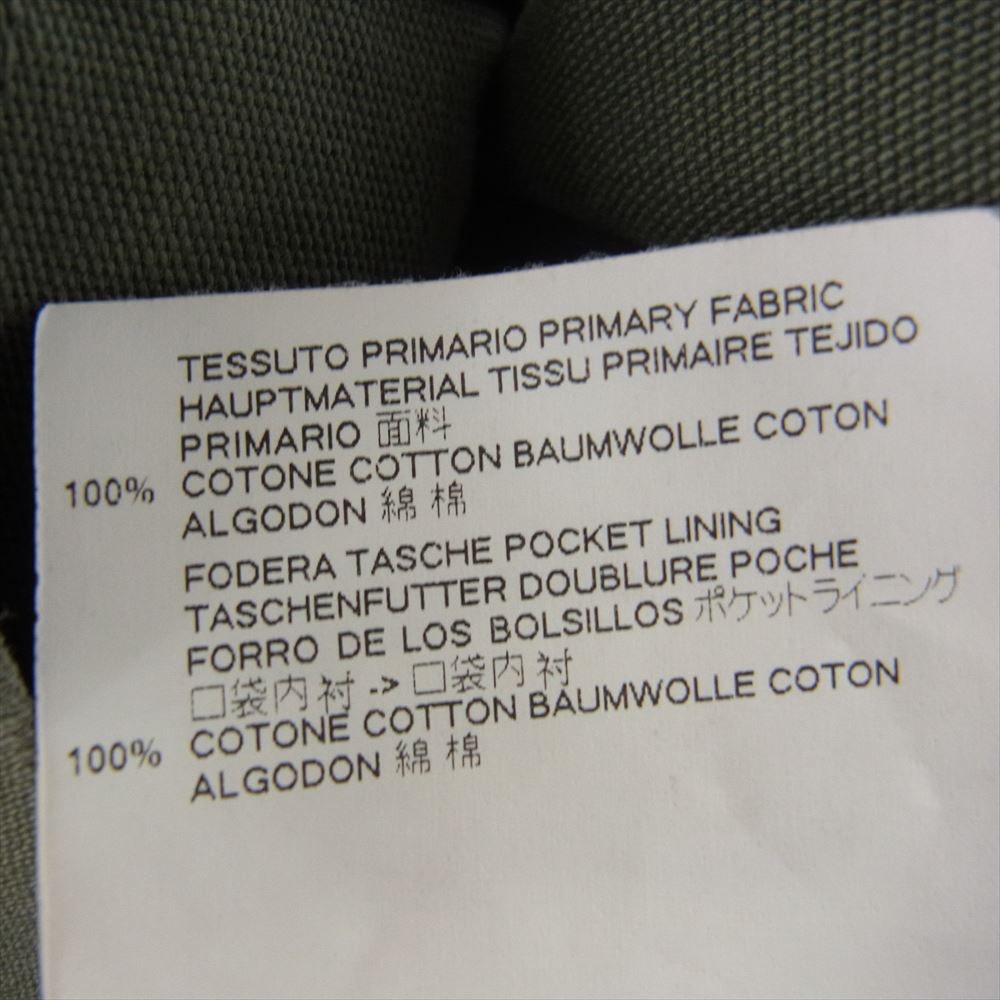 TESSUTO PRIMARIO PRIMARY FABRIC
HAUPTMATERIAL TISSU PRIMAIRE TEJIDO
PRIMARIO 面料
100% COTONE COTTON BAUMWOLLE COTON
ALGODON 綿 棉
FODERA TASCHE POCKET LINING
TASCHENFUTTER DOUBLURE POCHE
FORRO DE LOS BOLSILLOS ポケットライニング
口袋内衬 -> 口袋内衬
100% COTONE COTTON BAUMWOLLE COTON
ALGODON 綿 棉